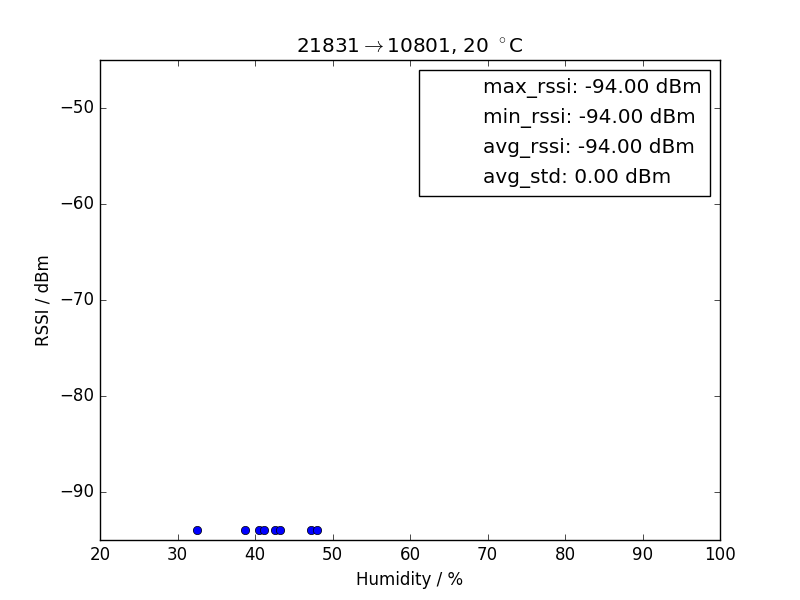 21831→10801, 20 °C
max_rssi: -94.00 dBm
min_rssi: -94.00 dBm
avg_rssi: -94.00 dBm
avg_std: 0.00 dBm
RSSI / dBm
−50
−60
−70
−80
−90
20 30 40 50 60 70 80 90 100
Humidity / %